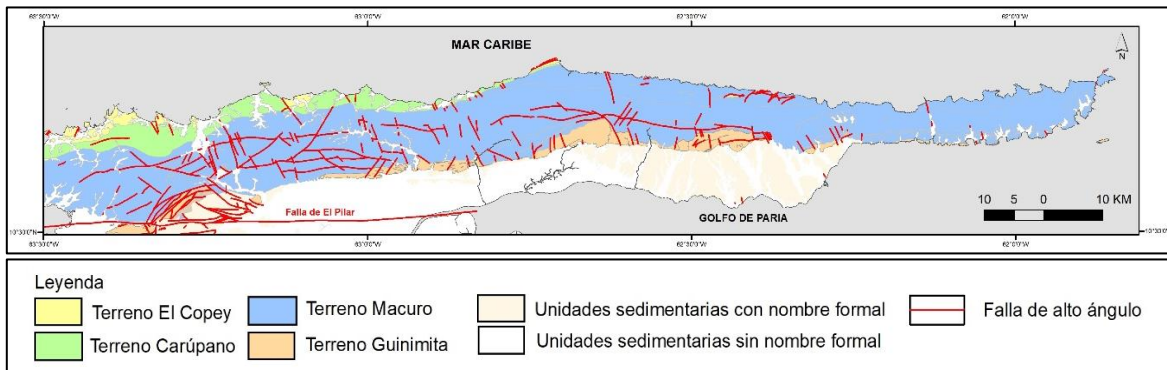 63°30'0"W 63°0'0"W 62°30'0"W 62°0'0"W
MAR CARIBE
N
Falla de El Pilar
GOLFO DE PARIA
10 5 0 10 KM
10°30'0"N 10°30'0"N
63°30'0"W 63°0'0"W 62°30'0"W 62°0'0"W
Leyenda
Terreno El Copey Terreno Macuro Unidades sedimentarias con nombre formal Falla de alto ángulo
Terreno Carúpano Terreno Guinimita Unidades sedimentarias sin nombre formal